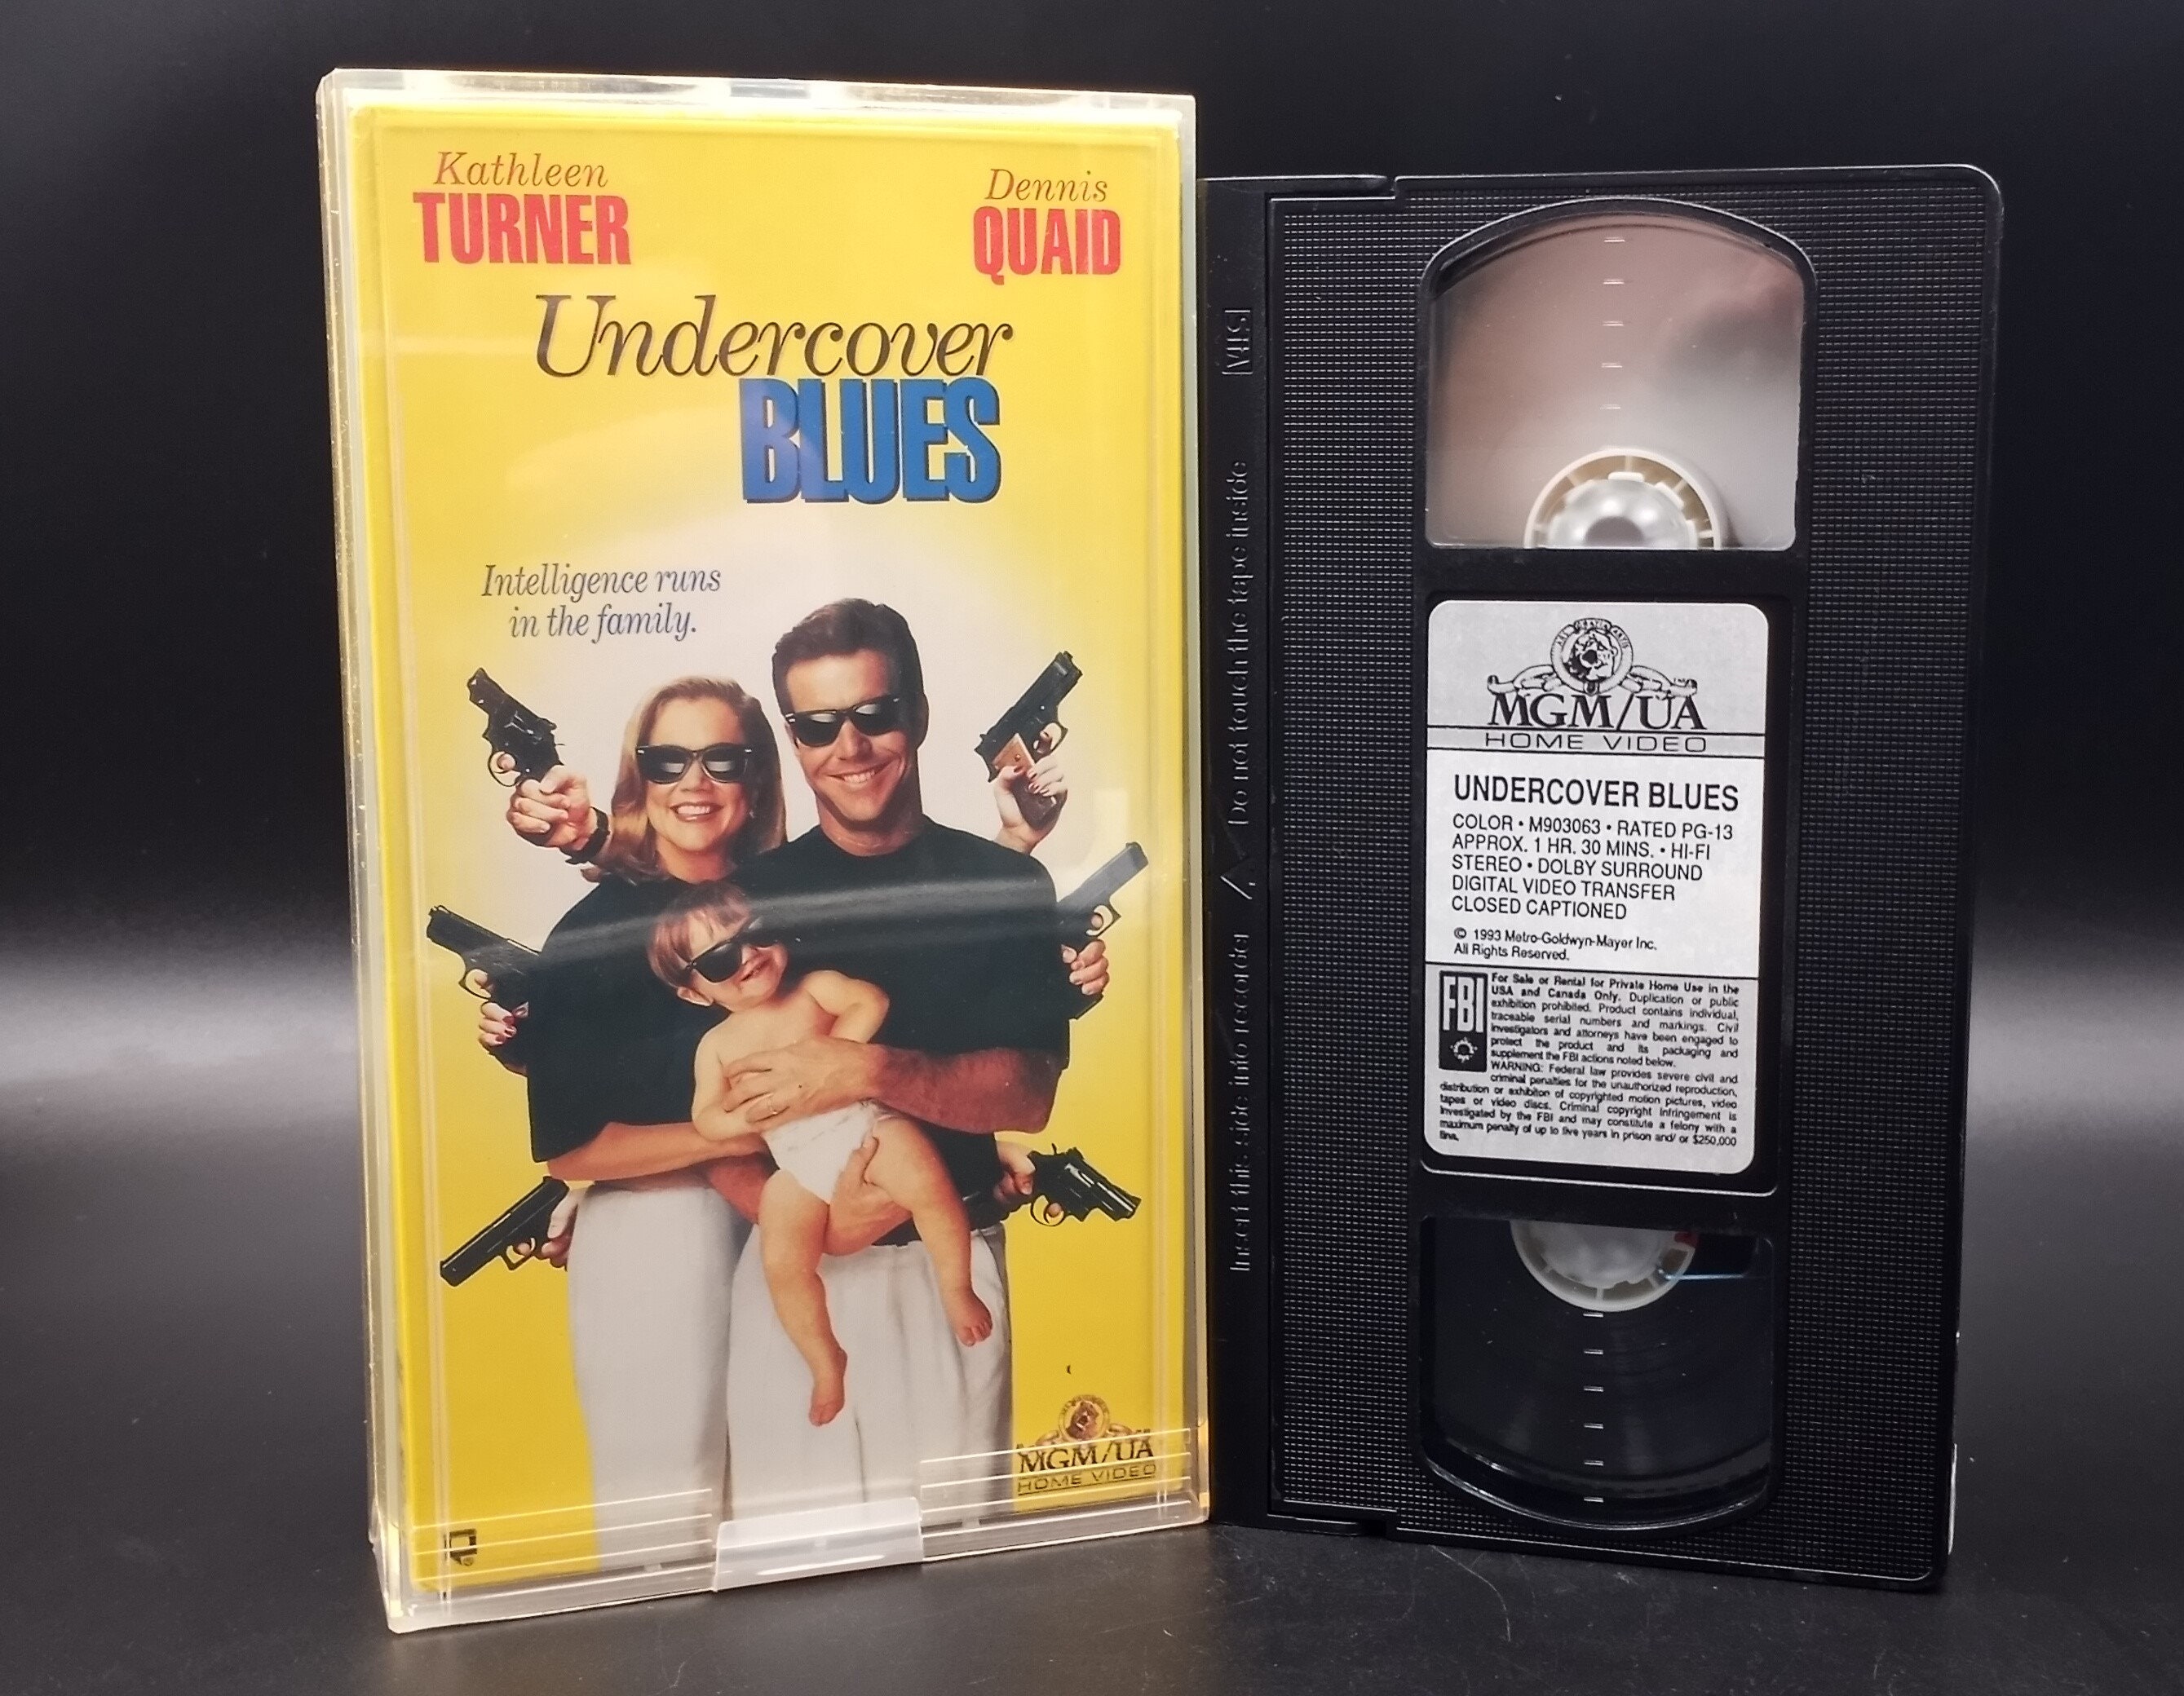 Kathleen
TURNER
Dennis
QUAID
Undercover
BLUES
Intelligence runs
in the family.
MGM/UA
HOME VIDEO
VHS
Do not touch the tape inside
Insert this side into recorder
MGM/UA
HOME VIDEO
UNDERCOVER BLUES
COLOR • M903063 • RATED PG-13
APPROX. 1 HR. 30 MINS. • HI-FI
STEREO • DOLBY SURROUND
DIGITAL VIDEO TRANSFER
CLOSED CAPTIONED
© 1993 Metro-Goldwyn-Mayer Inc.
All Rights Reserved.
FBI
For Sale or Rental for Private Home Use in the
USA and Canada Only. Duplication or public
exhibition prohibited. Product contains individual,
traceable serial numbers and markings. Civil
investigators and attorneys have been engaged to
protect the product and its packaging and
supplement the FBI actions noted below.
WARNING: Federal law provides severe civil and
criminal penalties for the unauthorized reproduction,
distribution or exhibition of copyrighted motion pictures, video
tapes or video discs. Criminal copyright infringement is
investigated by the FBI and may constitute a felony with a
maximum penalty of up to five years in prison and/ or $250,000
fine.